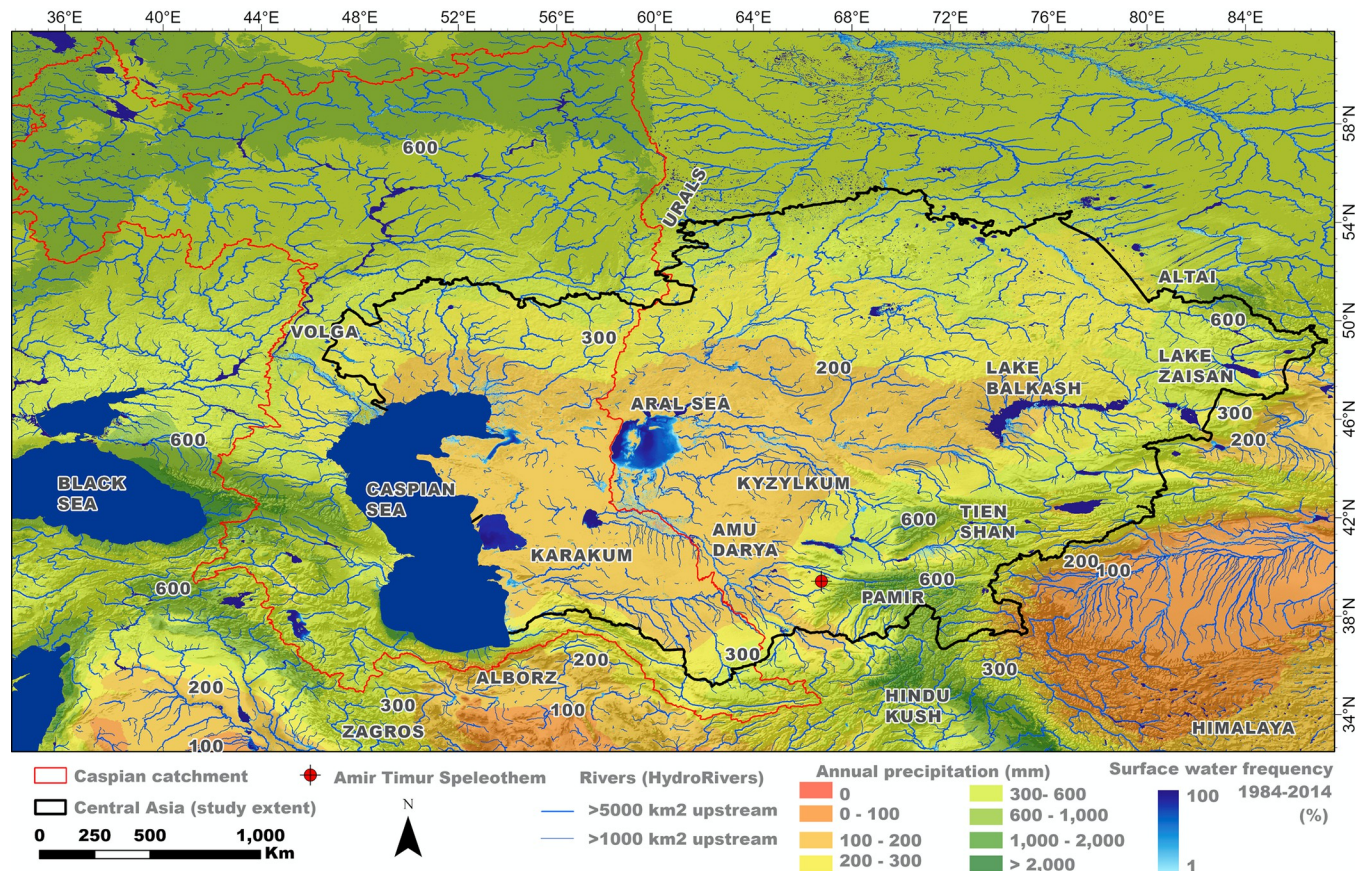 36°E 40°E 44°E 48°E 52°E 56°E 60°E 64°E 68°E 72°E 76°E 80°E 84°E
58°N
600
URALS
54°N
ALTAI
600
50°N
VOLGA
300
LAKE
ZAISAN
200
LAKE
BALKASH
ARAL SEA
300
46°N
600
200
BLACK
SEA
CASPIAN
SEA
KYZYLKUM
600
TIEN
SHAN
42°N
AMU
DARYA
KARAKUM
200
100
600
600
PAMIR
38°N
300
200
300
ALBORZ
200
HINDU
KUSH
300
100
34°N
ZAGROS
HIMALAYA
100
Caspian catchment
Central Asia (study extent)
0 250 500 1,000
Km
Amir Timur Speleothem
N
Rivers (HydroRivers)
>5000 km2 upstream
>1000 km2 upstream
Annual precipitation (mm)
0
0 - 100
100 - 200
200 - 300
300- 600
600 - 1,000
1,000 - 2,000
> 2,000
Surface water frequency
1984-2014
(%)
100
1